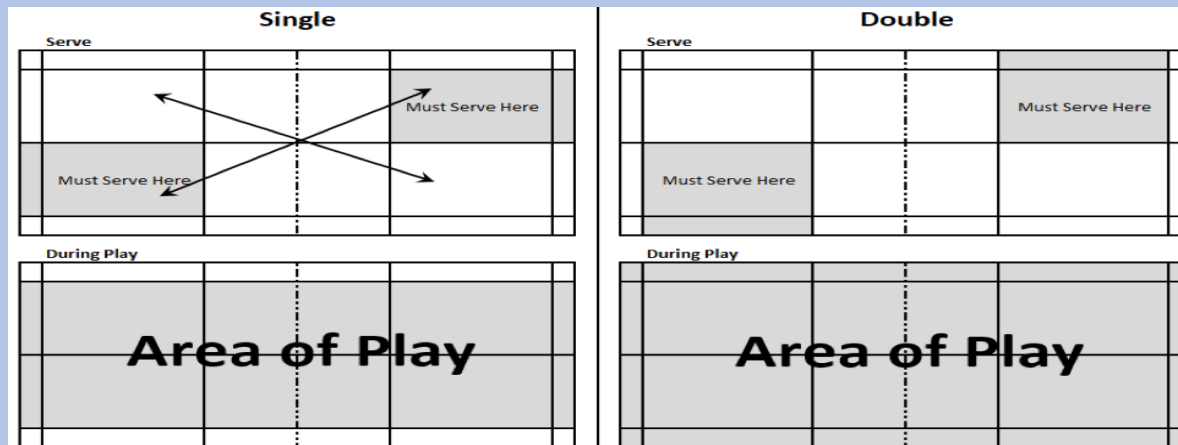 Single
Serve
Must Serve Here
Must Serve Here
During Play
Area of Play
Double
Serve
Must Serve Here
Must Serve Here
During Play
Area of Play